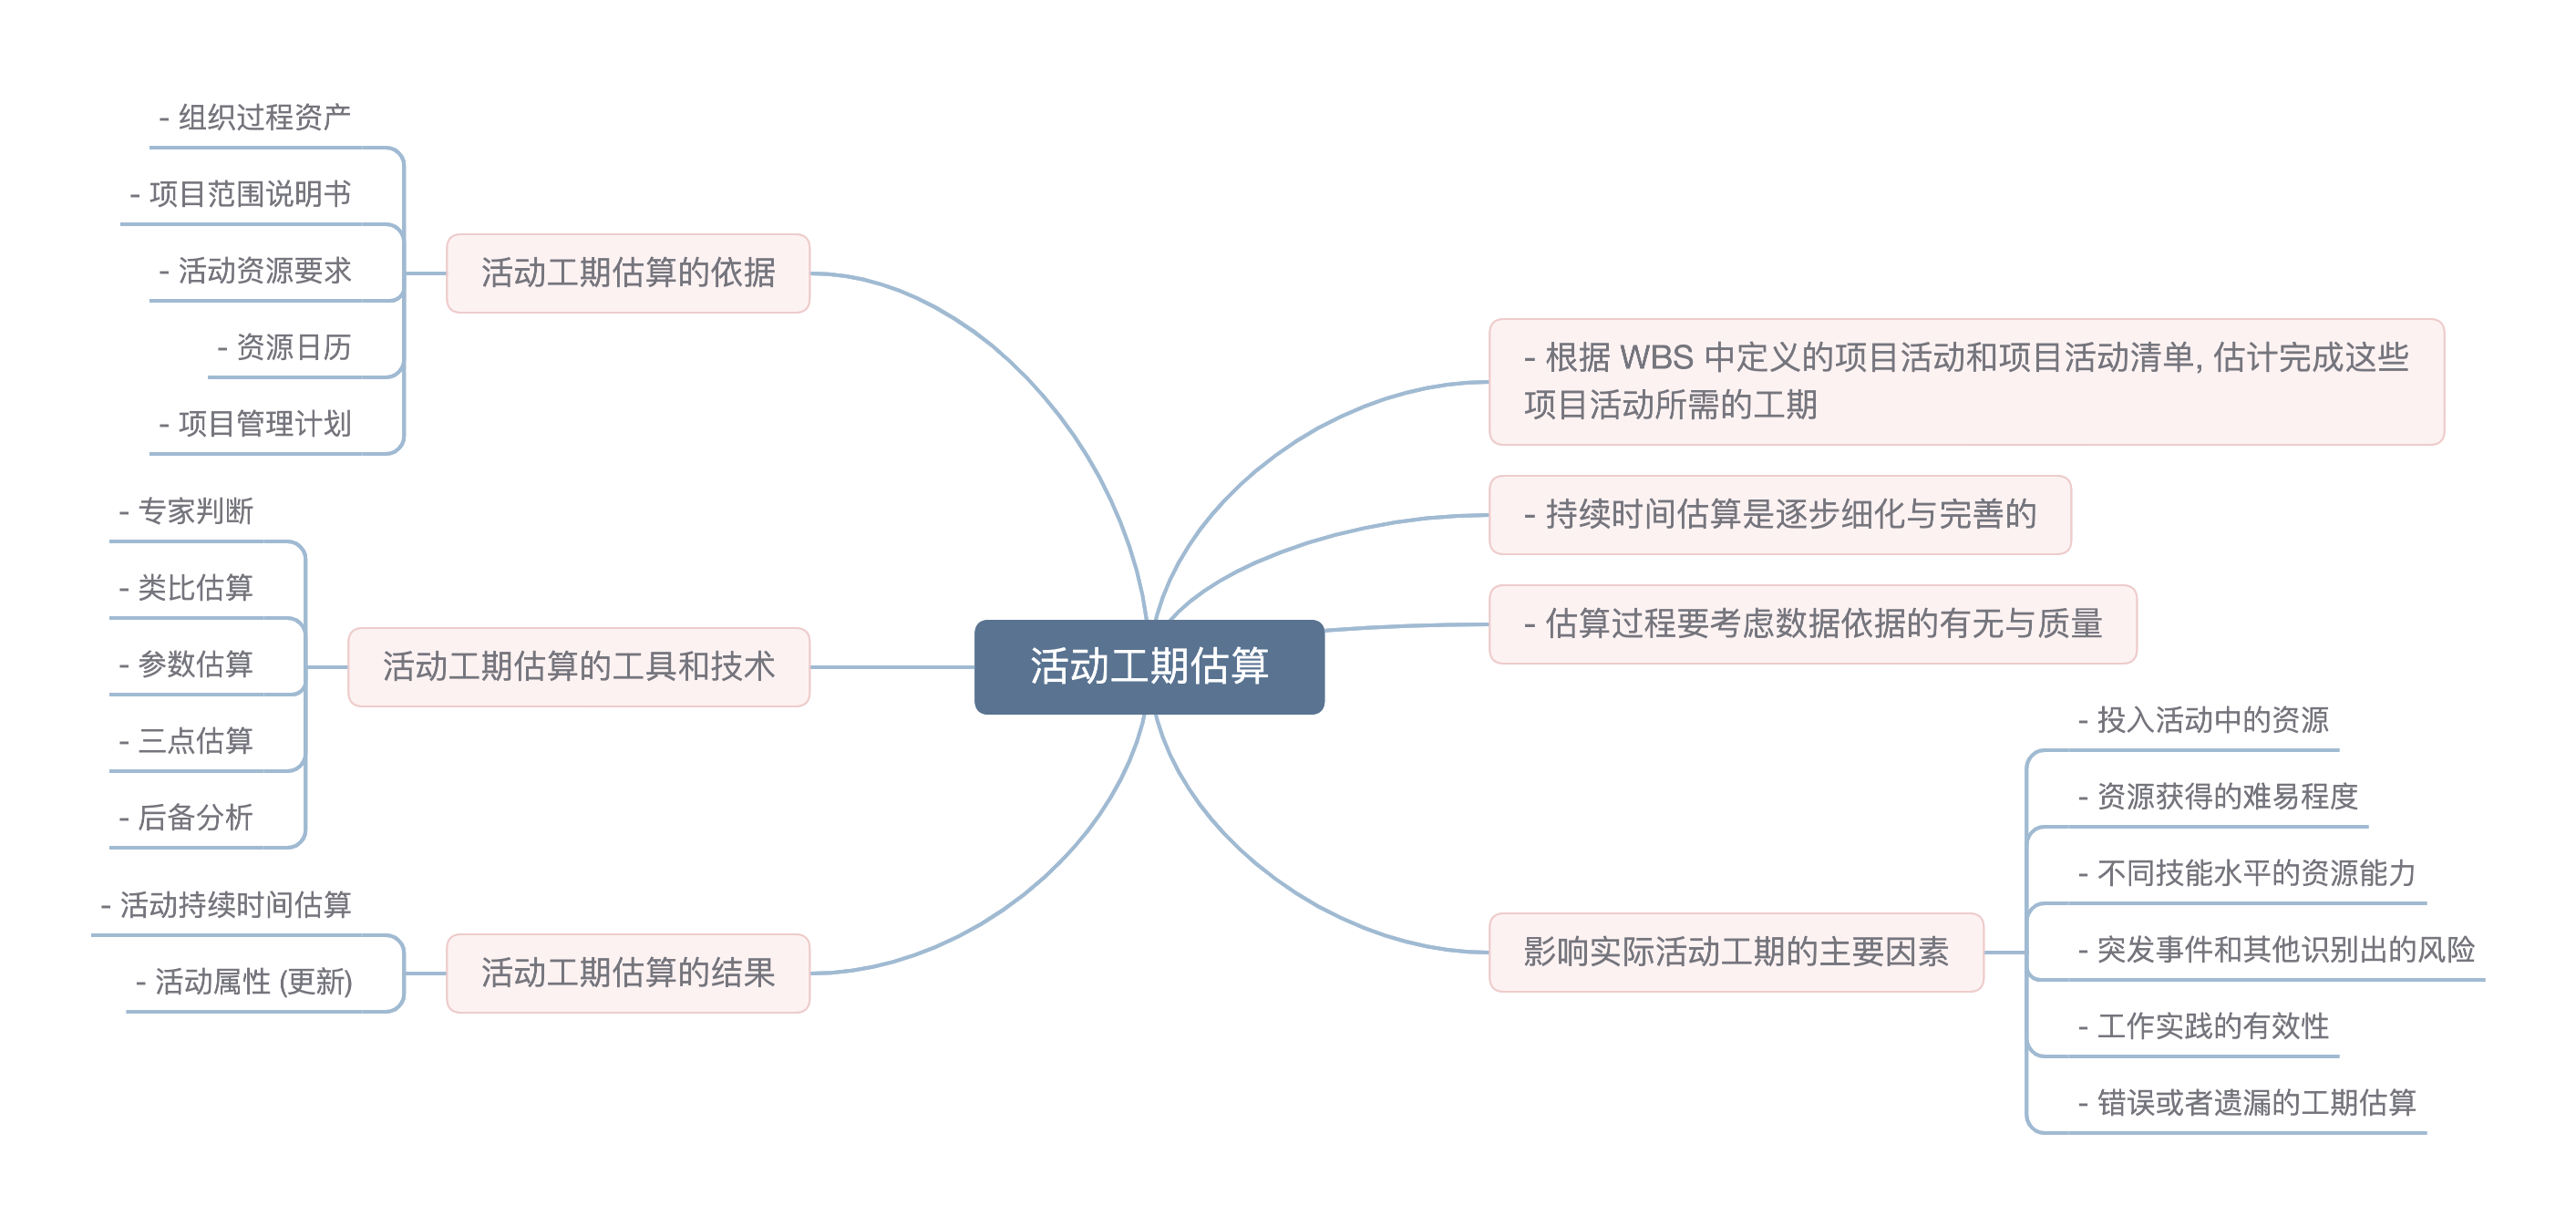 活动工期估算
- 根据 WBS 中定义的项目活动和项目活动清单, 估计完成这些
项目活动所需的工期
- 持续时间估算是逐步细化与完善的
- 估算过程要考虑数据依据的有无与质量
影响实际活动工期的主要因素
- 投入活动中的资源
- 资源获得的难易程度
- 不同技能水平的资源能力
- 突发事件和其他识别出的风险
- 工作实践的有效性
- 错误或者遗漏的工期估算
活动工期估算的依据
- 组织过程资产
- 项目范围说明书
- 活动资源要求
- 资源日历
- 项目管理计划
活动工期估算的工具和技术
- 专家判断
- 类比估算
- 参数估算
- 三点估算
- 后备分析
活动工期估算的结果
- 活动持续时间估算
- 活动属性 (更新)